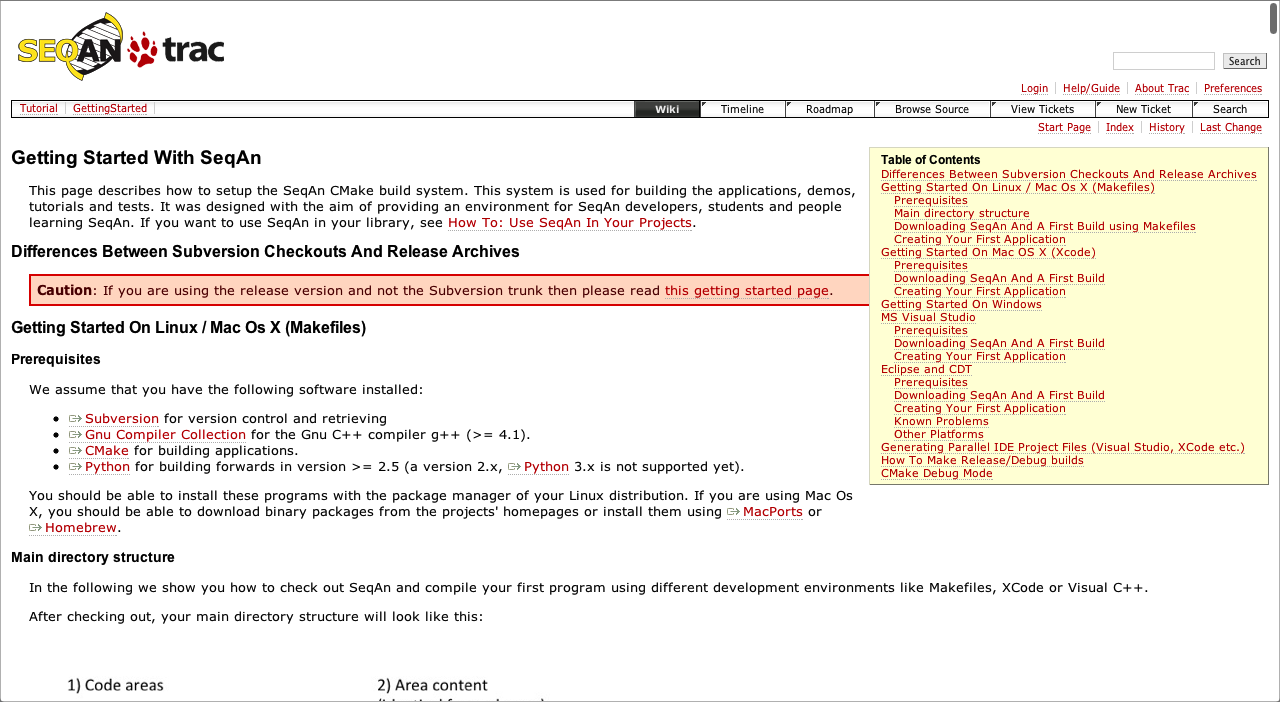 SEQAN trac
Search
Login Help/Guide About Trac Preferences
Tutorial GettingStarted
Wiki Timeline Roadmap Browse Source View Tickets New Ticket Search
Start Page Index History Last Change
Getting Started With SeqAn
This page describes how to setup the SeqAn CMake build system. This system is used for building the applications, demos,
tutorials and tests. It was designed with the aim of providing an environment for SeqAn developers, students and people
learning SeqAn. If you want to use SeqAn in your library, see How To: Use SeqAn In Your Projects.
Differences Between Subversion Checkouts And Release Archives
Caution: If you are using the release version and not the Subversion trunk then please read this getting started page.
Getting Started On Linux / Mac Os X (Makefiles)
Prerequisites
We assume that you have the following software installed:
• Subversion for version control and retrieving
• Gnu Compiler Collection for the Gnu C++ compiler g++ (>= 4.1).
• CMake for building applications.
• Python for building forwards in version >= 2.5 (a version 2.x, Python 3.x is not supported yet).
You should be able to install these programs with the package manager of your Linux distribution. If you are using Mac Os
X, you should be able to download binary packages from the projects' homepages or install them using MacPorts or
Homebrew.
Main directory structure
In the following we show you how to check out SeqAn and compile your first program using different development environments like Makefiles, XCode or Visual C++.
After checking out, your main directory structure will look like this:
1) Code areas
2) Area content
Table of Contents
Differences Between Subversion Checkouts And Release Archives
Getting Started On Linux / Mac Os X (Makefiles)
Prerequisites
Main directory structure
Downloading SeqAn And A First Build using Makefiles
Creating Your First Application
Getting Started On Mac OS X (Xcode)
Prerequisites
Downloading SeqAn And A First Build
Creating Your First Application
Getting Started On Windows
MS Visual Studio
Prerequisites
Downloading SeqAn And A First Build
Creating Your First Application
Eclipse and CDT
Prerequisites
Downloading SeqAn And A First Build
Creating Your First Application
Known Problems
Other Platforms
Generating Parallel IDE Project Files (Visual Studio, XCode etc.)
How To Make Release/Debug builds
CMake Debug Mode